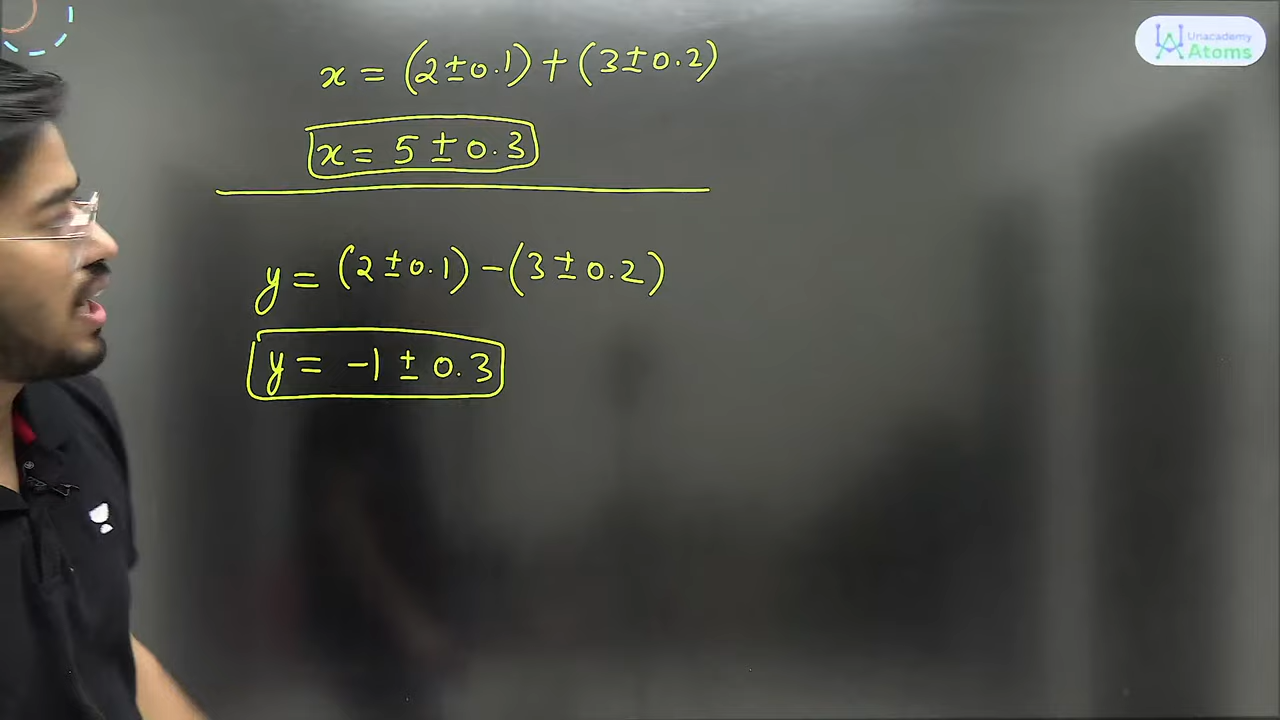 Unacademy
Atoms
x = (2 ± 0.1) + (3 ± 0.2)
x = 5 ± 0.3
y = (2 ± 0.1) - (3 ± 0.2)
y = -1 ± 0.3